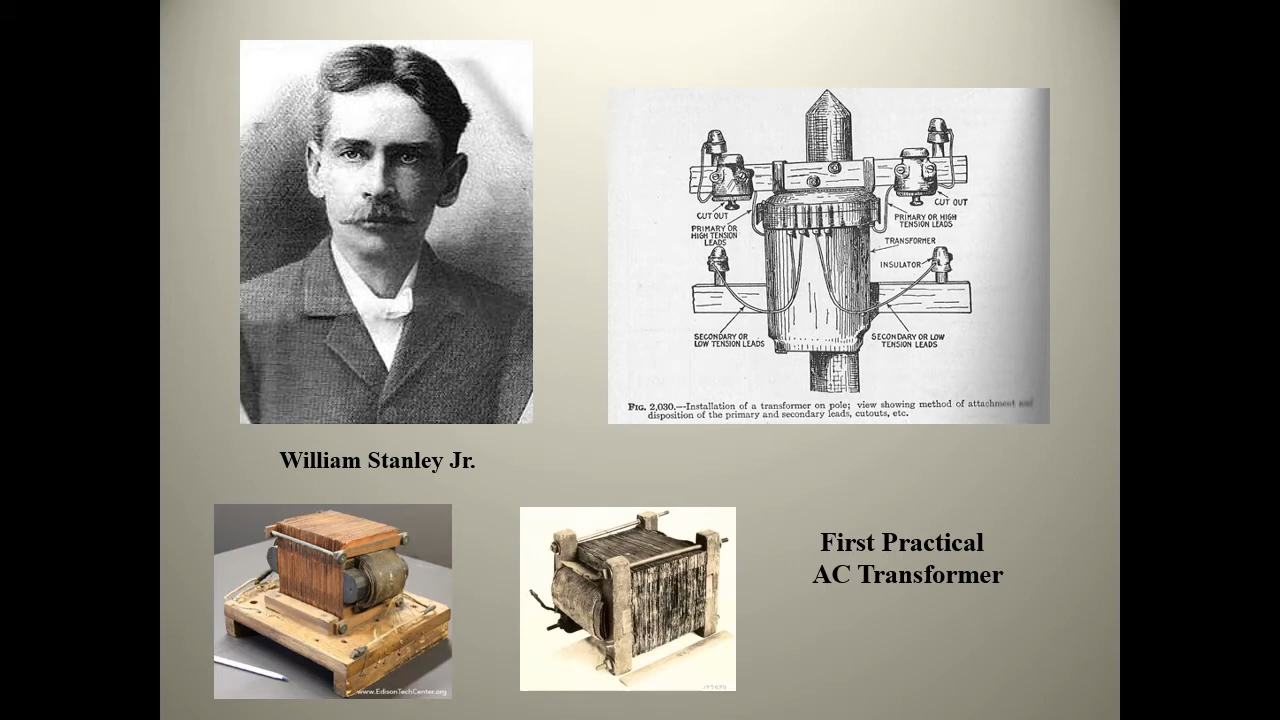 CUT OUT
PRIMARY OR
HIGH TENSION
LEADS
CUT OUT
PRIMARY OR HIGH
TENSION LEADS
TRANSFORMER
INSULATOR
SECONDARY OR
LOW TENSION LEADS
SECONDARY OR LOW
TENSION LEADS
FIG. 2,030.—Installation of a transformer on pole; view showing method of attachment and
disposition of the primary and secondary leads, cutouts, etc.
William Stanley Jr.
www.EdisonTechCenter.org
First Practical
AC Transformer